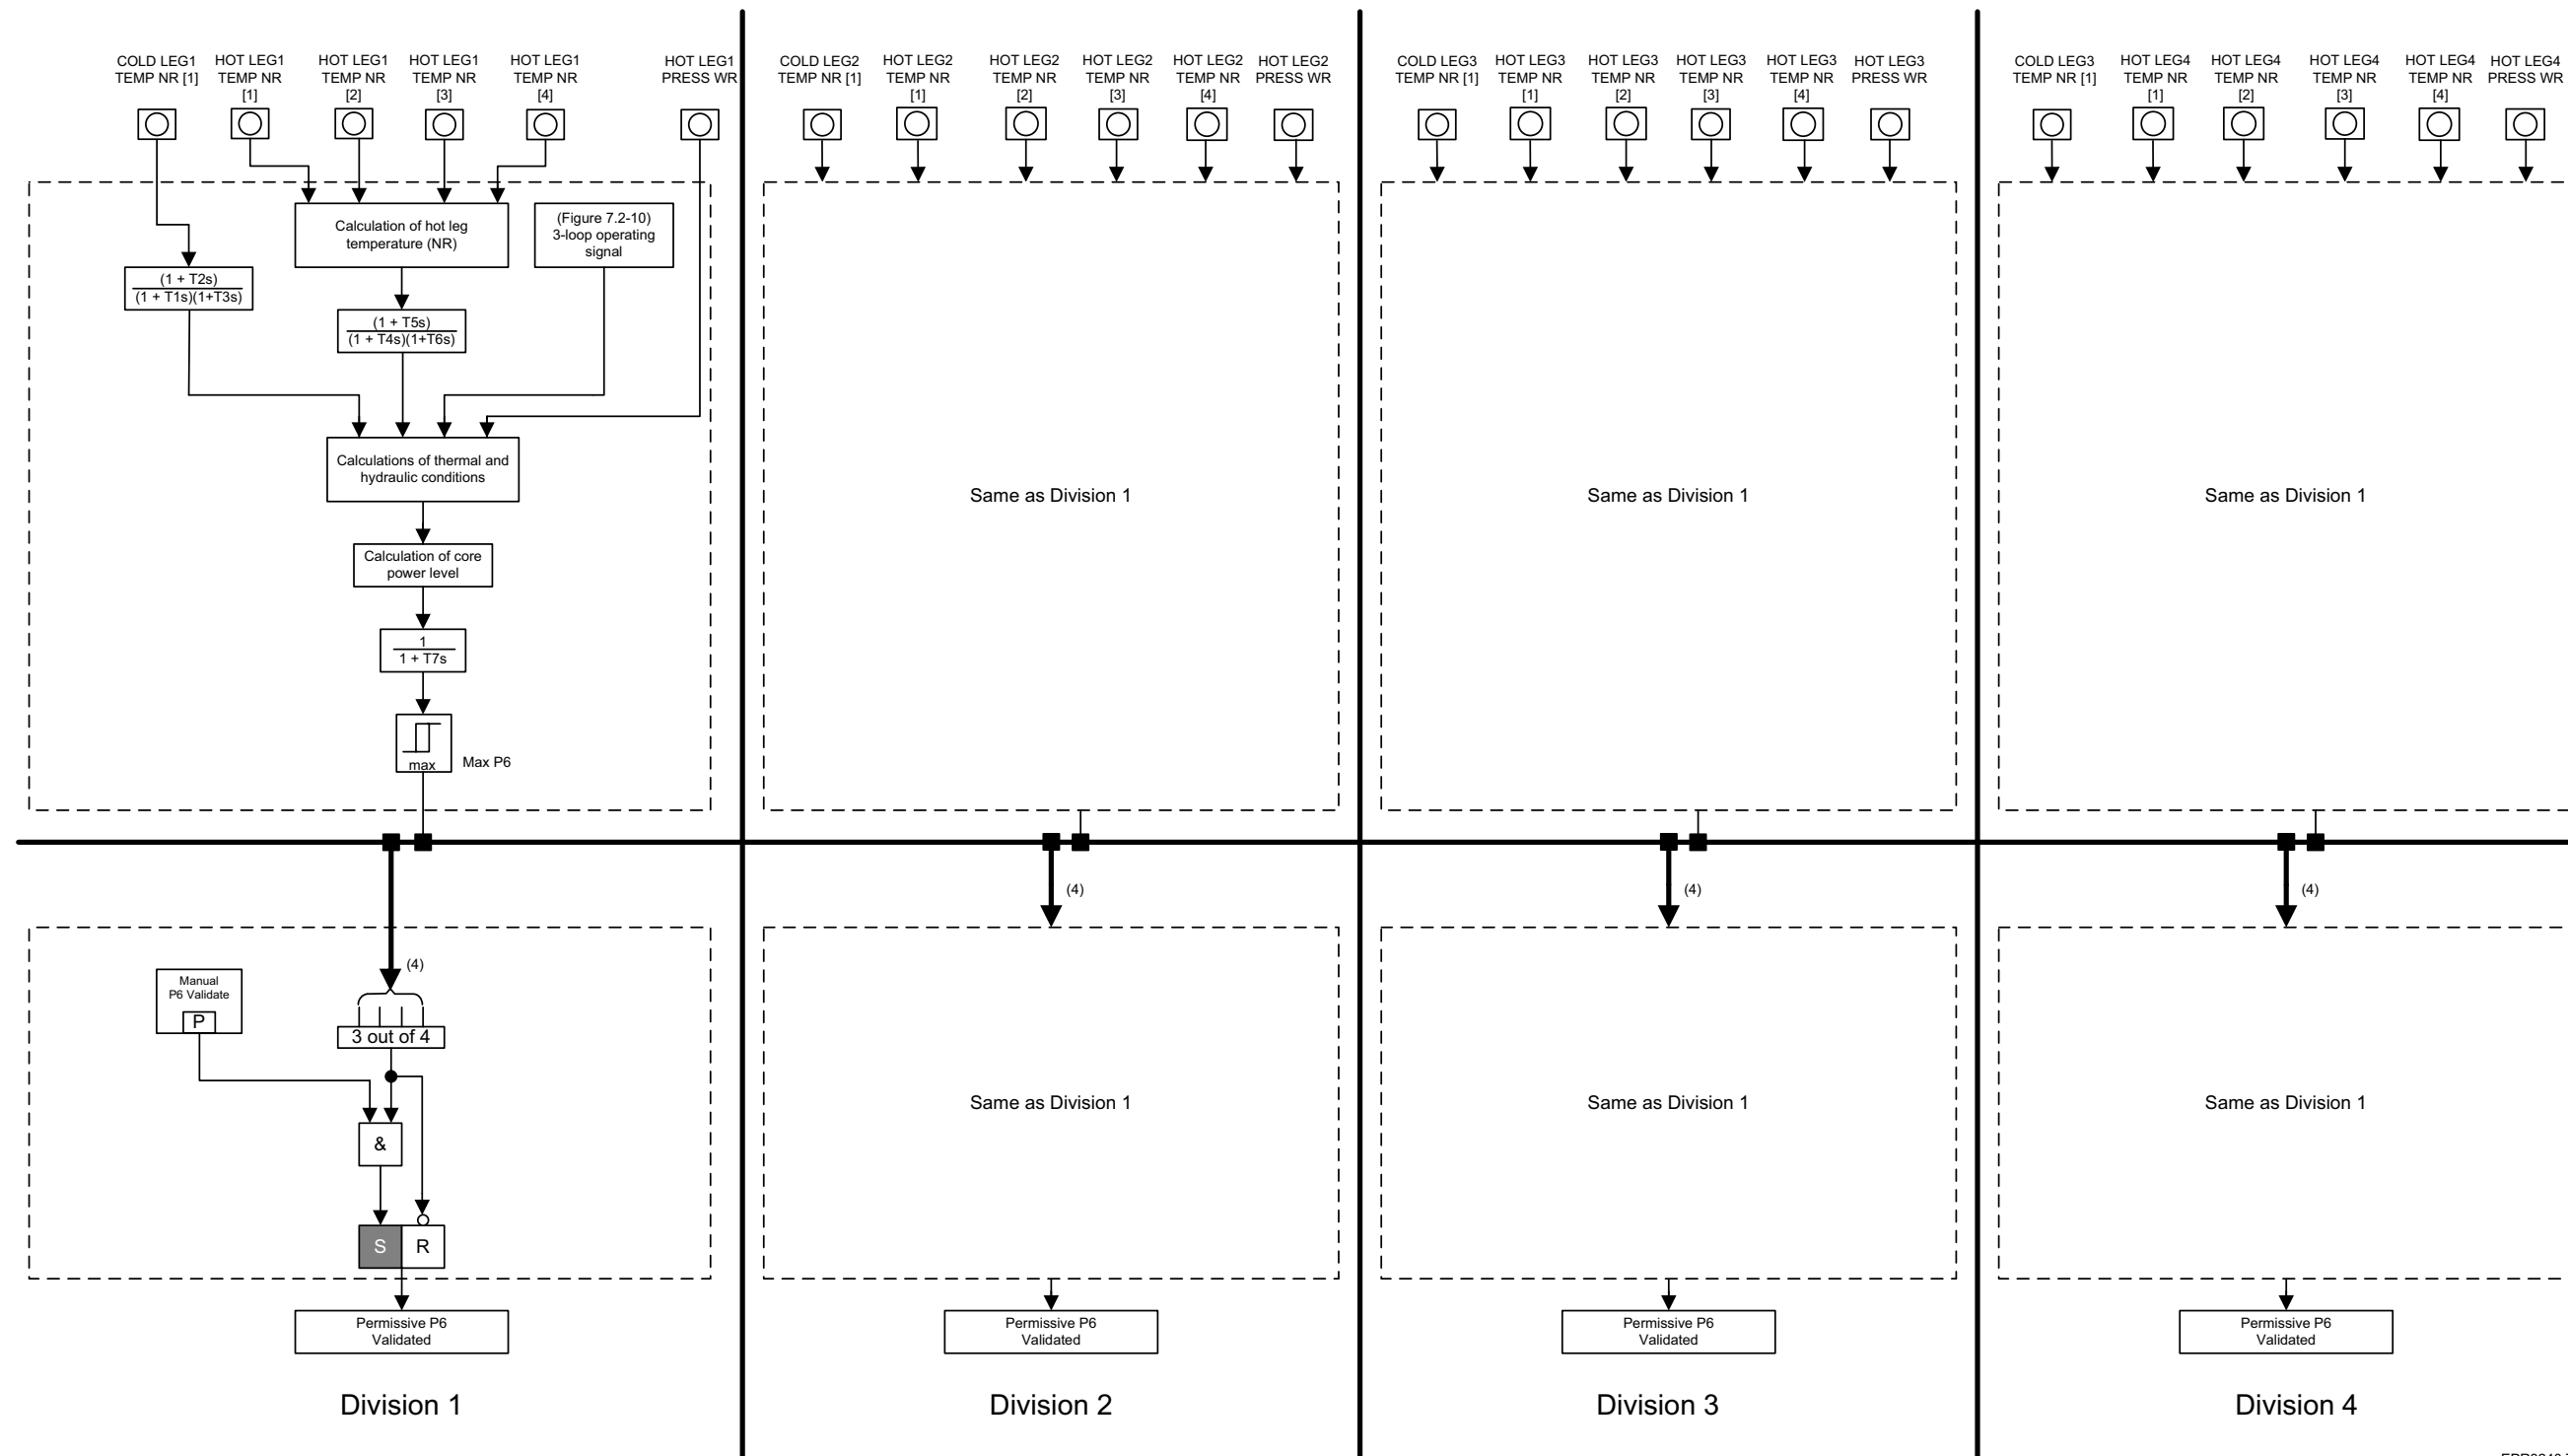 COLD LEG1
TEMP NR [1]
HOT LEG1
TEMP NR
[1]
HOT LEG1
TEMP NR
[2]
HOT LEG1
TEMP NR
[3]
HOT LEG1
TEMP NR
[4]
HOT LEG1
PRESS WR
COLD LEG2
TEMP NR [1]
HOT LEG2
TEMP NR
[1]
HOT LEG2
TEMP NR
[2]
HOT LEG2
TEMP NR
[3]
HOT LEG2
TEMP NR
[4]
HOT LEG2
PRESS WR
COLD LEG3
TEMP NR [1]
HOT LEG3
TEMP NR
[1]
HOT LEG3
TEMP NR
[2]
HOT LEG3
TEMP NR
[3]
HOT LEG3
TEMP NR
[4]
HOT LEG3
PRESS WR
COLD LEG3
TEMP NR [1]
HOT LEG4
TEMP NR
[1]
HOT LEG4
TEMP NR
[2]
HOT LEG4
TEMP NR
[3]
HOT LEG4
TEMP NR
[4]
HOT LEG4
PRESS WR
Calculation of hot leg
temperature (NR)
(Figure 7.2-10)
3-loop operating
signal
(1 + T2s)
(1 + T1s)(1+T3s)
(1 + T5s)
(1 + T4s)(1+T6s)
Calculations of thermal and
hydraulic conditions
Calculation of core
power level
1
1 + T7s
max
Max P6
Same as Division 1
Same as Division 1
Same as Division 1
(4)
(4)
(4)
(4)
Manual
P6 Validate
P
3 out of 4
&
S
R
Same as Division 1
Same as Division 1
Same as Division 1
Permissive P6
Validated
Permissive P6
Validated
Permissive P6
Validated
Permissive P6
Validated
Division 1
Division 2
Division 3
Division 4